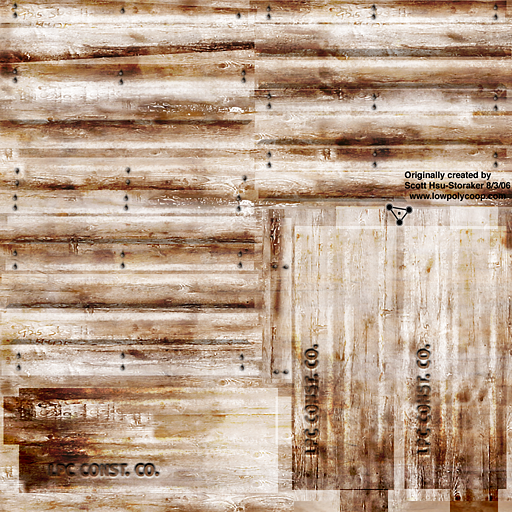 Originally created by
Scott Hsu-Storaker 8/3/06
www.lowpolycoop.com
LPC CONST. CO.
LPC CONST. CO.
LPC CONST. CO.